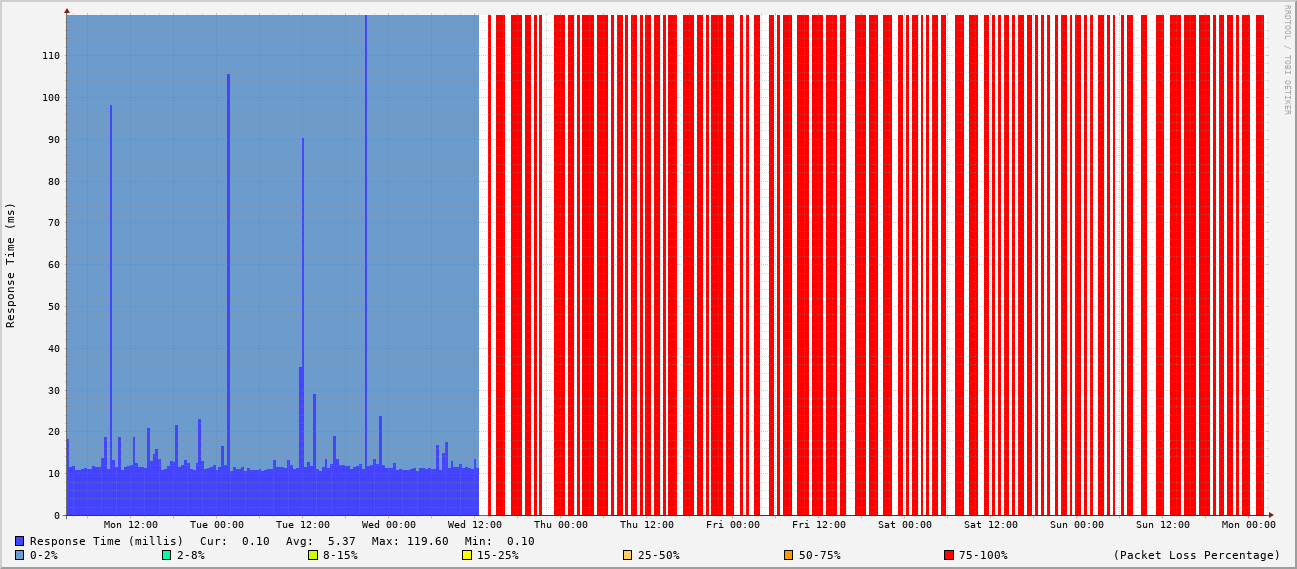 RRDTOOL / TOBI OETIKER
Response Time (ms)
110
100
90
80
70
60
50
40
30
20
10
0
Mon 12:00 Tue 00:00 Tue 12:00 Wed 00:00 Wed 12:00 Thu 00:00 Thu 12:00 Fri 00:00 Fri 12:00 Sat 00:00 Sat 12:00 Sun 00:00 Sun 12:00 Mon 00:00
Response Time (millis) Cur: 0.10 Avg: 5.37 Max: 119.60 Min: 0.10
0-2% 2-8% 8-15% 15-25% 25-50% 50-75% 75-100% (Packet Loss Percentage)